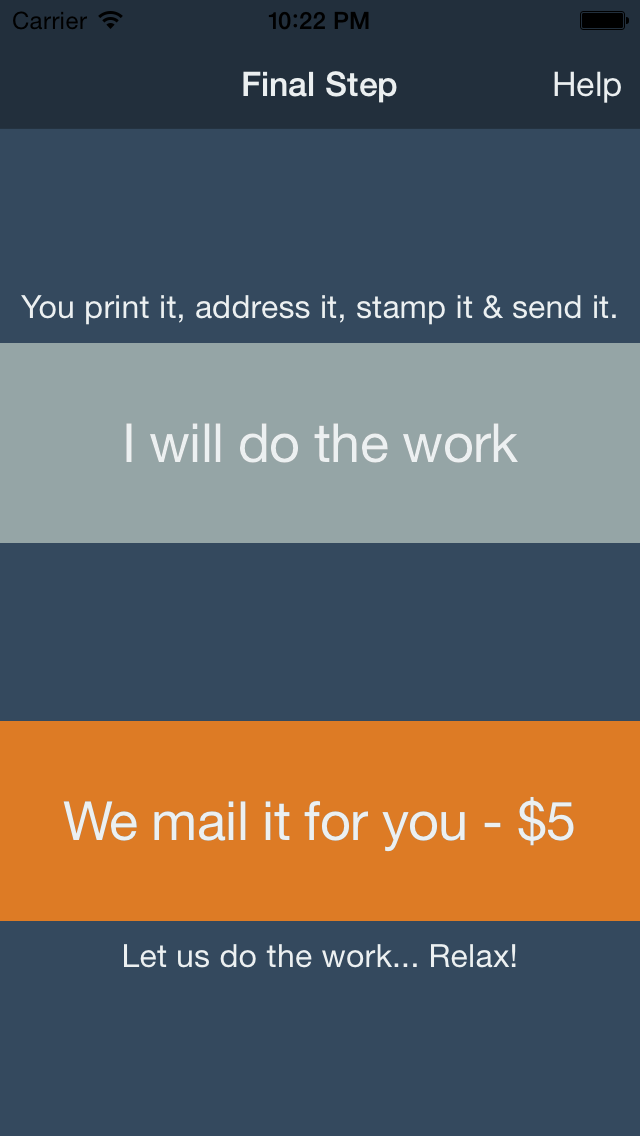 Carrier 10:22 PM
Final Step Help
You print it, address it, stamp it & send it.
I will do the work
We mail it for you - $5
Let us do the work... Relax!